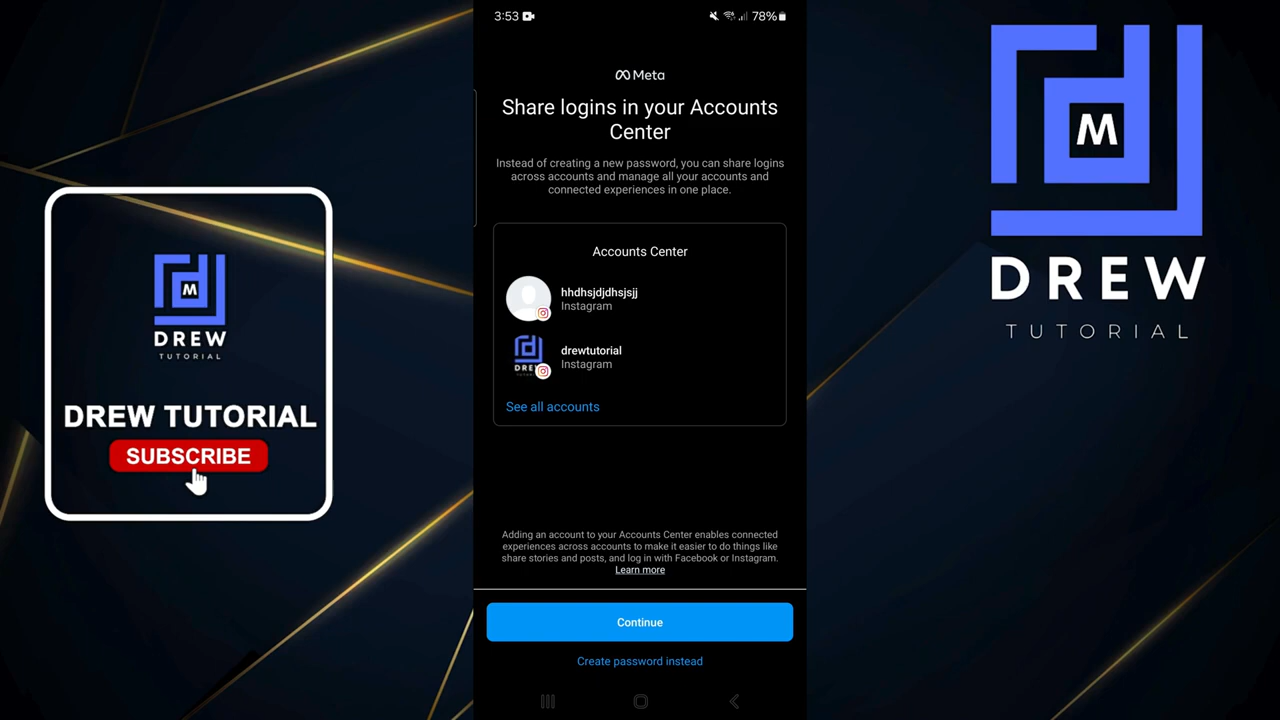 M
DREW
TUTORIAL
DREW TUTORIAL
SUBSCRIBE
3:53
78%
Meta
Share logins in your Accounts
Center
Instead of creating a new password, you can share logins
across accounts and manage all your accounts and
connected experiences in one place.
Accounts Center
hhdhsjdjdhsjsjj
Instagram
DRE
drewtutorial
Instagram
See all accounts
Adding an account to your Accounts Center enables connected
experiences across accounts to make it easier to do things like
share stories and posts, and log in with Facebook or Instagram.
Learn more
Continue
Create password instead
M
DREW
TUTORIAL